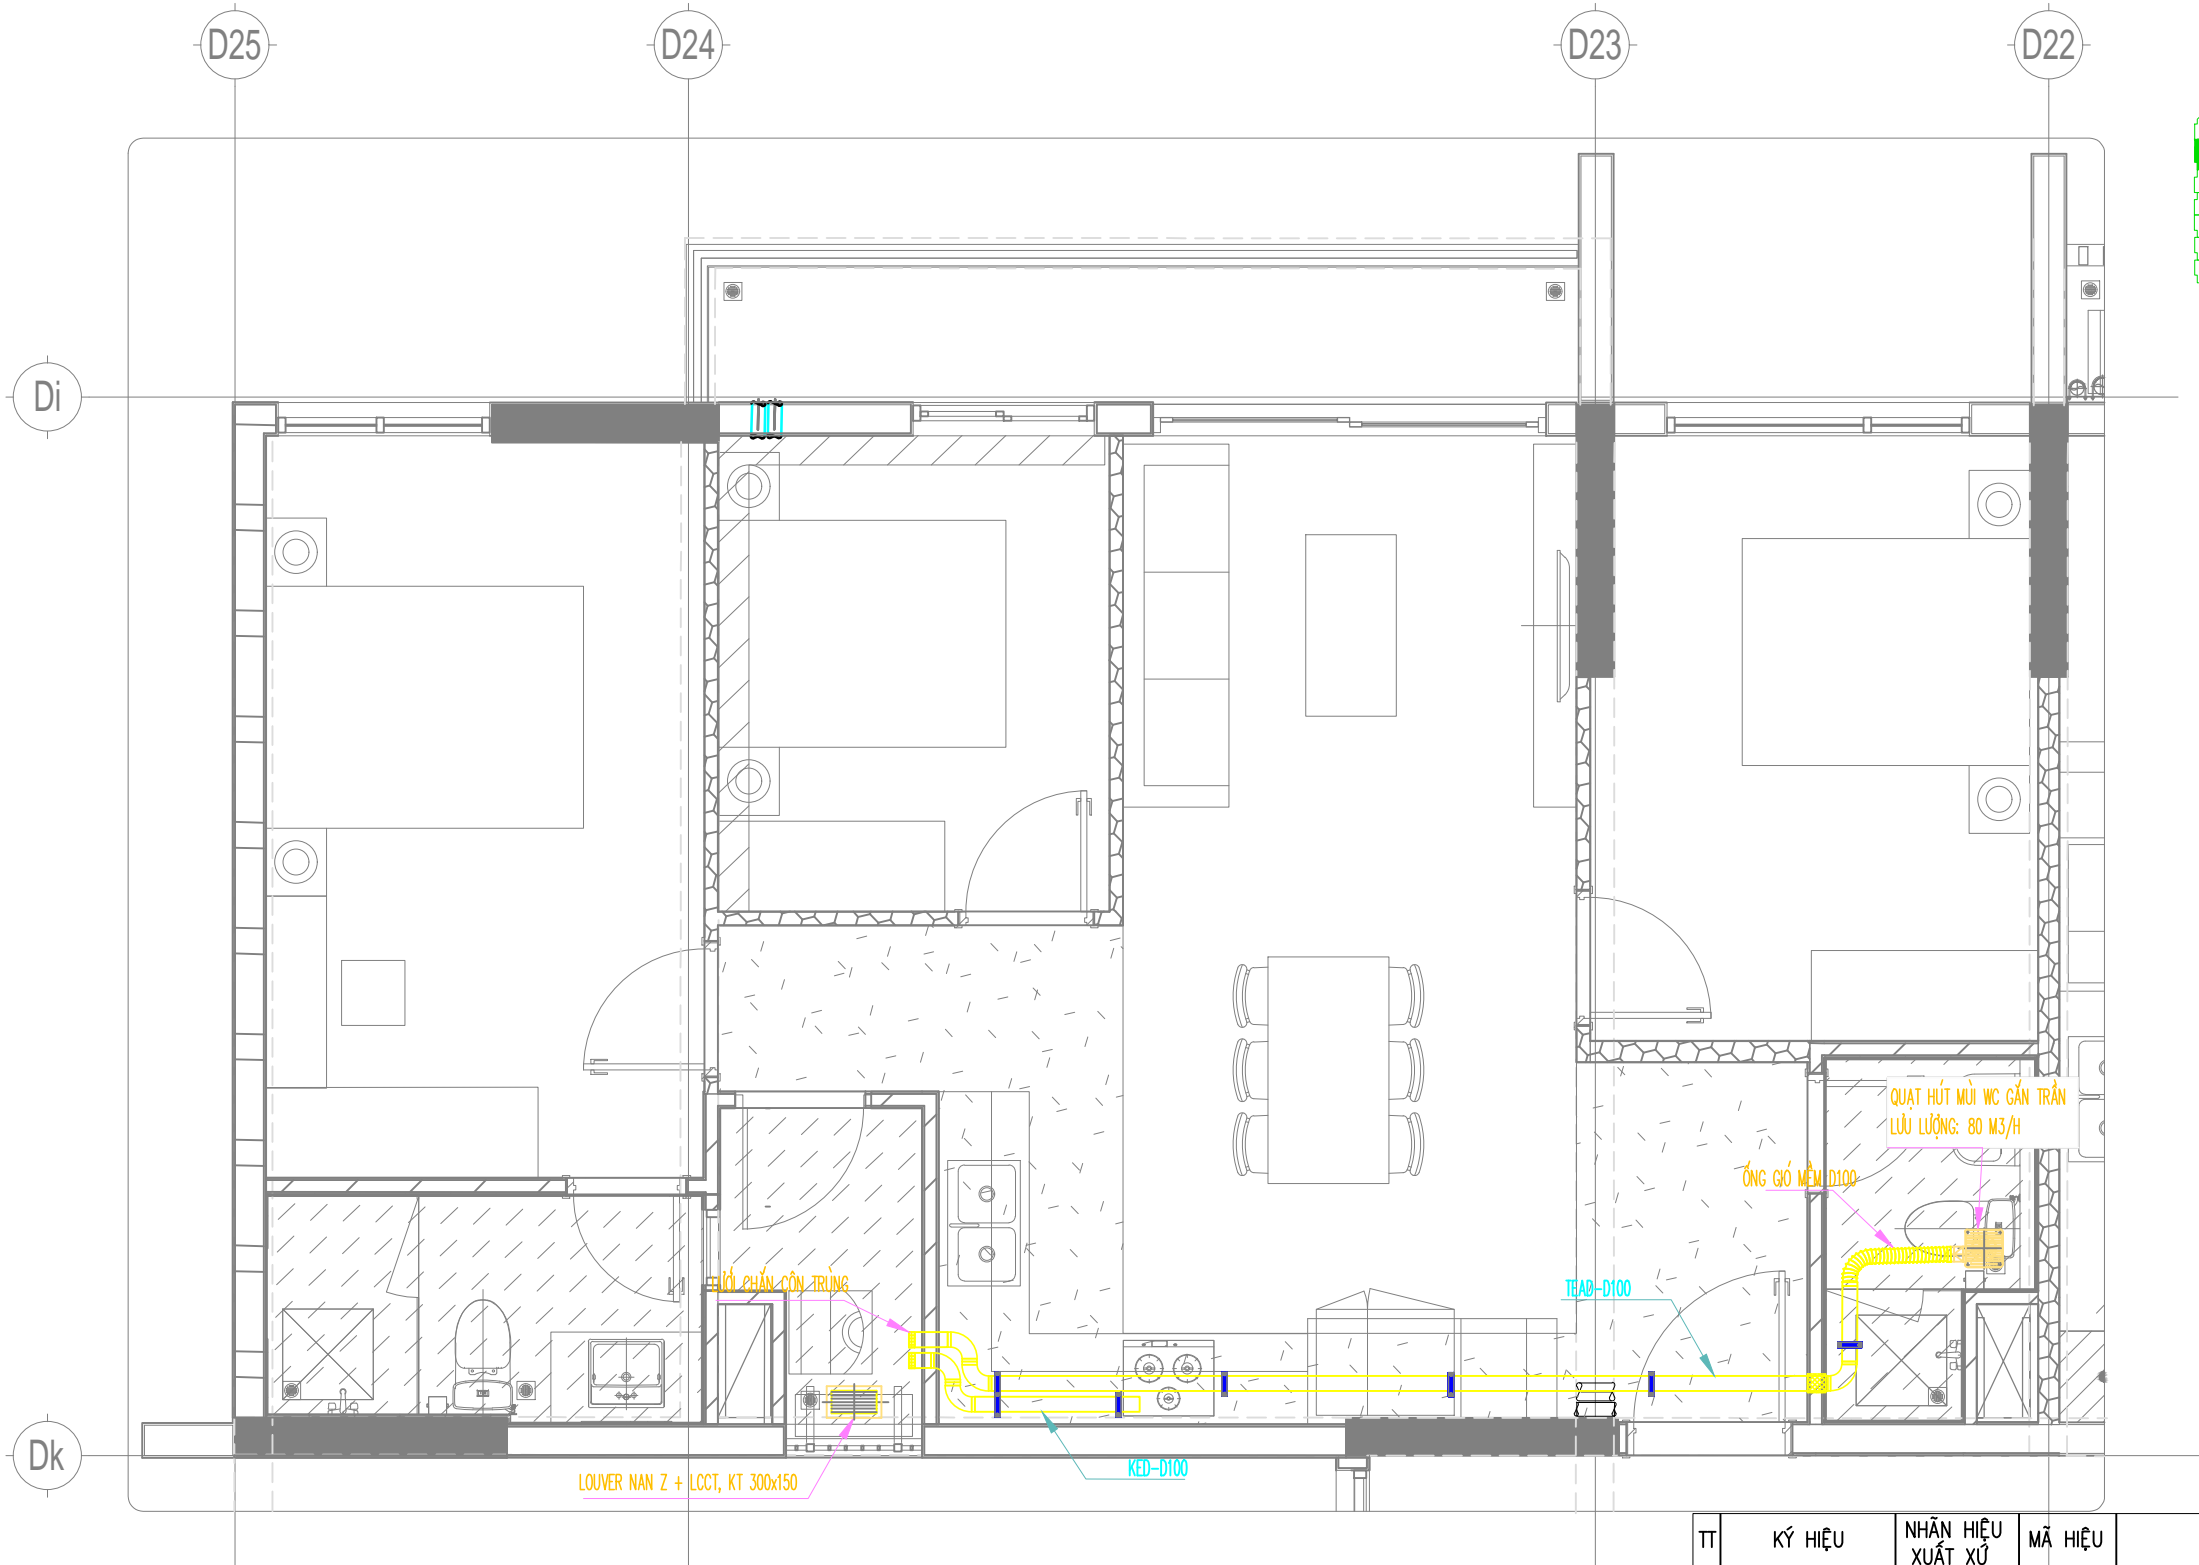 D25
D24
D23
D22
Di
QUẠT HÚT MÙI WC GẮN TRẦN
LƯU LƯỢNG: 80 M3/H
ỐNG GIÓ MỀM D100
LƯỚI CHẮN CÔN TRÙNG
TEAD-D100
Dk
KED-D100
LOUVER NAN Z + LCCT, KT 300x150
TT
KÝ HIỆU
NHÃN HIỆU
XUẤT XỨ
MÃ HIỆU